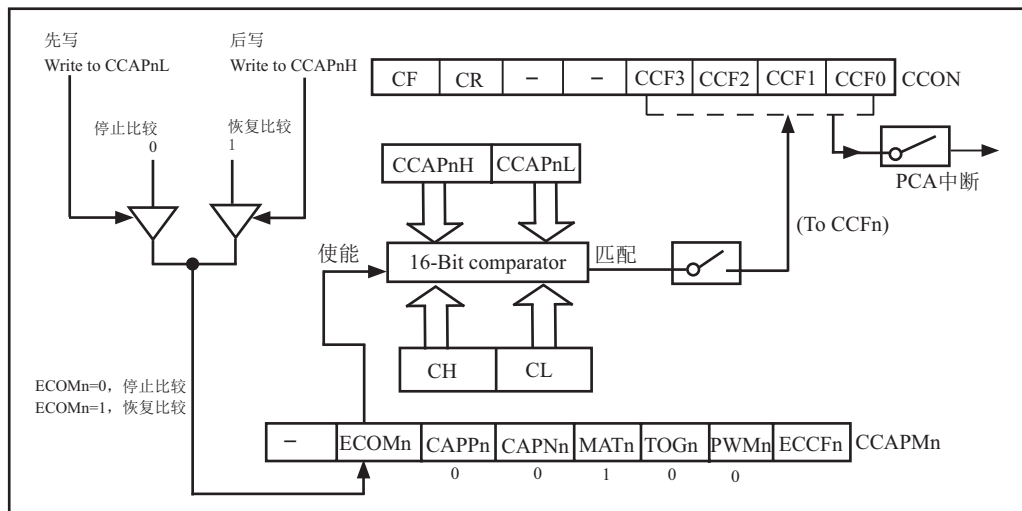 先写
Write to CCAPnL
后写
Write to CCAPnH
CF CR – – CCF3 CCF2 CCF1 CCF0 CCON
停止比较
0
恢复比较
1
CCAPnH CCAPnL
PCA中断
(To CCFn)
使能
16-Bit comparator
匹配
CH CL
ECOMn=0，停止比较
ECOMn=1，恢复比较
– ECOMn CAPPn CAPNn MATn TOGn PWMn ECCFn CCAPMn
0 0 1 0 0